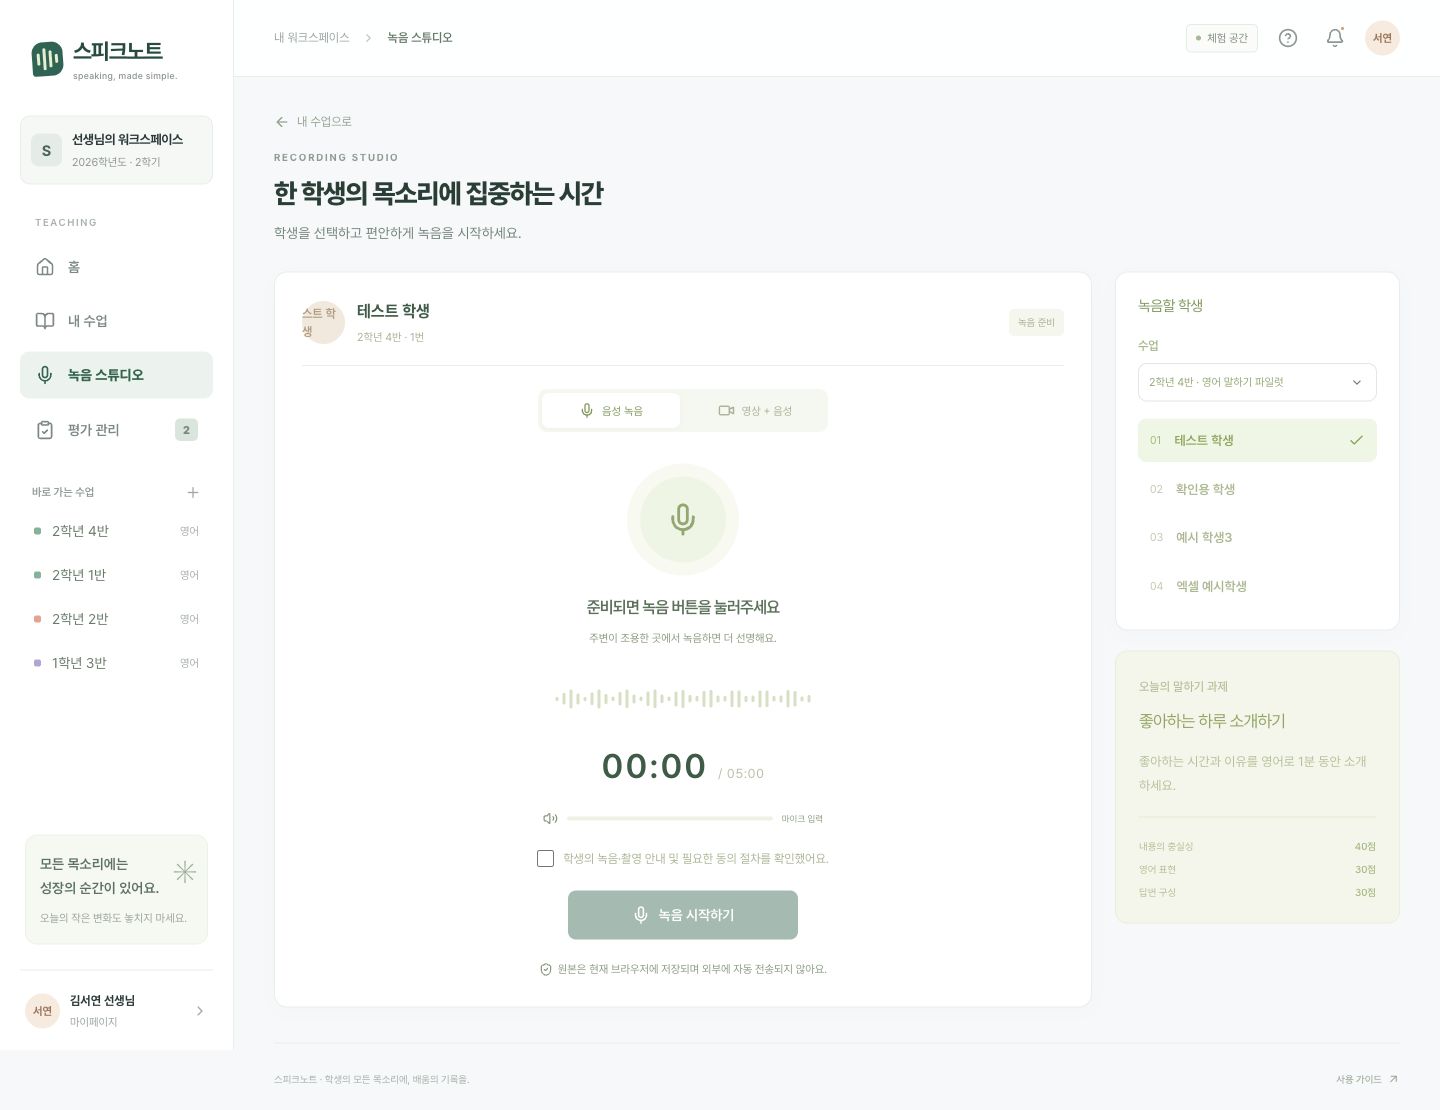 스피크노트
speaking, made simple.
S
선생님의 워크스페이스
2026학년도 · 2학기
TEACHING
홈
내 수업
녹음 스튜디오
평가 관리
2
바로 가는 수업
2학년 4반
영어
2학년 1반
영어
2학년 2반
영어
1학년 3반
영어
모든 목소리에는
성장의 순간이 있어요.
오늘의 작은 변화도 놓치지 마세요.
서연
김서연 선생님
마이페이지
내 워크스페이스
녹음 스튜디오
체험 공간
서연
내 수업으로
RECORDING STUDIO
한 학생의 목소리에 집중하는 시간
학생을 선택하고 편안하게 녹음을 시작하세요.
스트 학
생
테스트 학생
2학년 4반 · 1번
녹음 준비
음성 녹음
영상 + 음성
준비되면 녹음 버튼을 눌러주세요
주변이 조용한 곳에서 녹음하면 더 선명해요.
00:00 / 05:00
마이크 입력
학생의 녹음·촬영 안내 및 필요한 동의 절차를 확인했어요.
녹음 시작하기
원본은 현재 브라우저에 저장되며 외부에 자동 전송되지 않아요.
녹음할 학생
수업
2학년 4반 · 영어 말하기 파일럿
01 테스트 학생
02 확인용 학생
03 예시 학생3
04 엑셀 예시학생
오늘의 말하기 과제
좋아하는 하루 소개하기
좋아하는 시간과 이유를 영어로 1분 동안 소개
하세요.
내용의 충실성 40점
영어 표현 30점
답변 구성 30점
스피크노트 · 학생의 모든 목소리에, 배움의 기록을.
사용 가이드